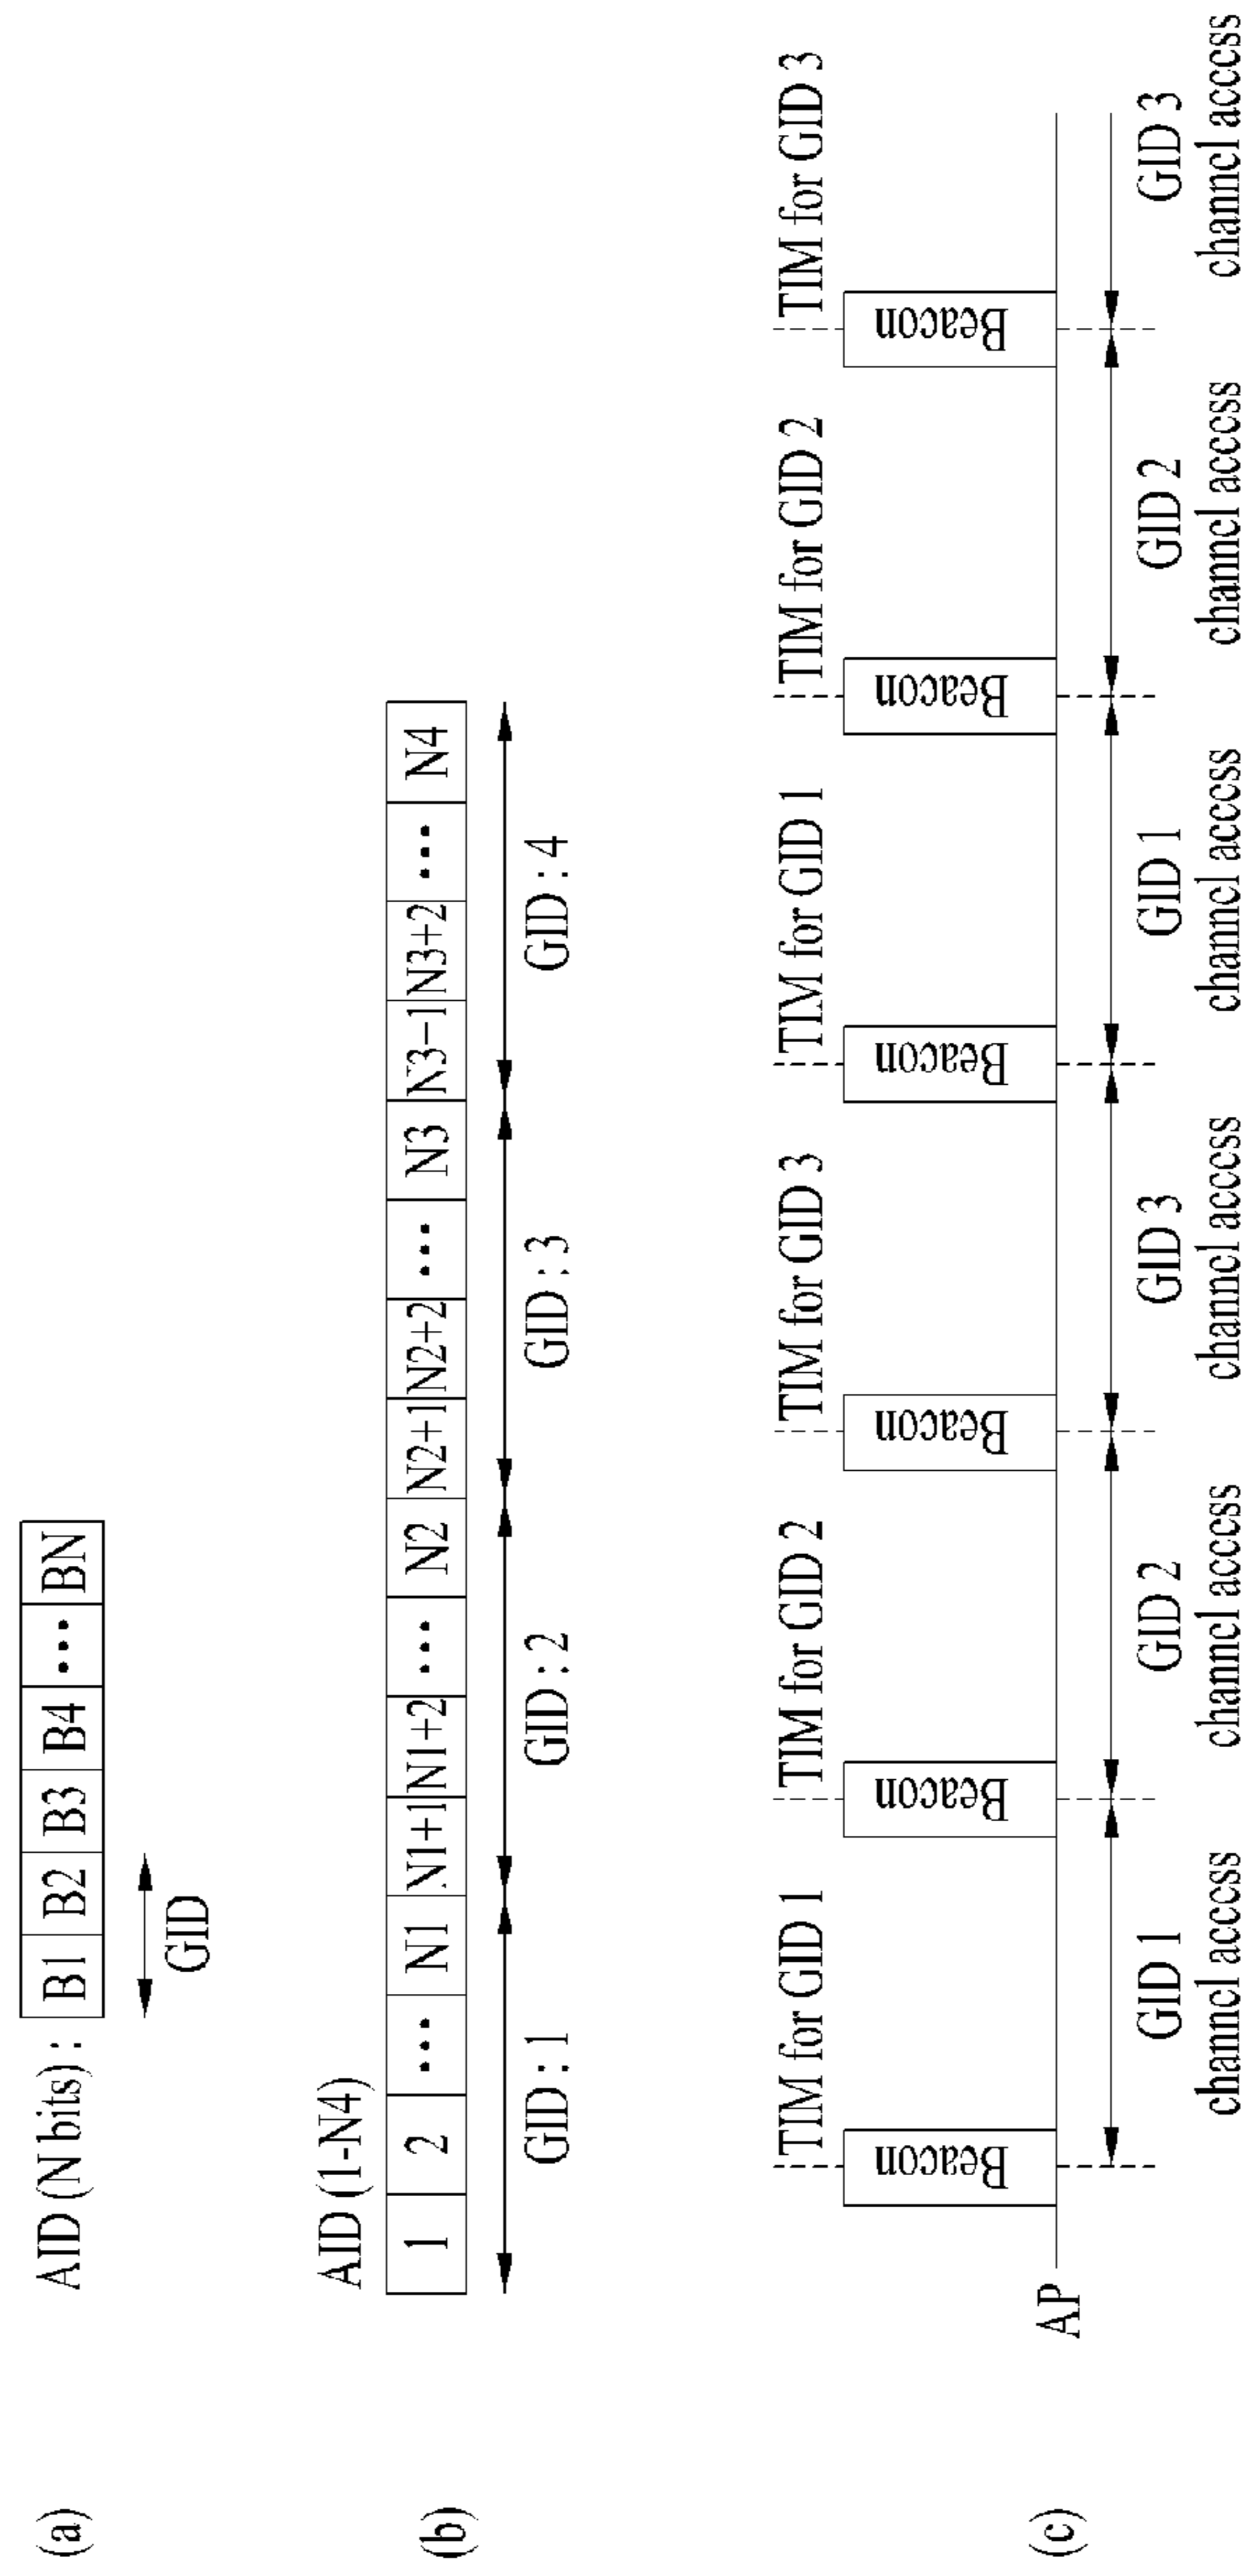 (a)
AID (N bits) :
B1 B2 B3 B4 ... BN
GID
(b)
AID (1-N4)
1 2 ... N1 N1+1 N1+2 ... N2 N2+1 N2+2 ... N3 N3-1 N3+2 ... N4
GID : 1 GID : 2 GID : 3 GID : 4
(c)
TIM for GID 1 TIM for GID 2 TIM for GID 3 TIM for GID 1 TIM for GID 2 TIM for GID 3
Beacon Beacon Beacon Beacon Beacon Beacon
AP
GID 1 GID 2 GID 3 GID 1 GID 2 GID 3
channel access channel access channel access channel access channel access channel access